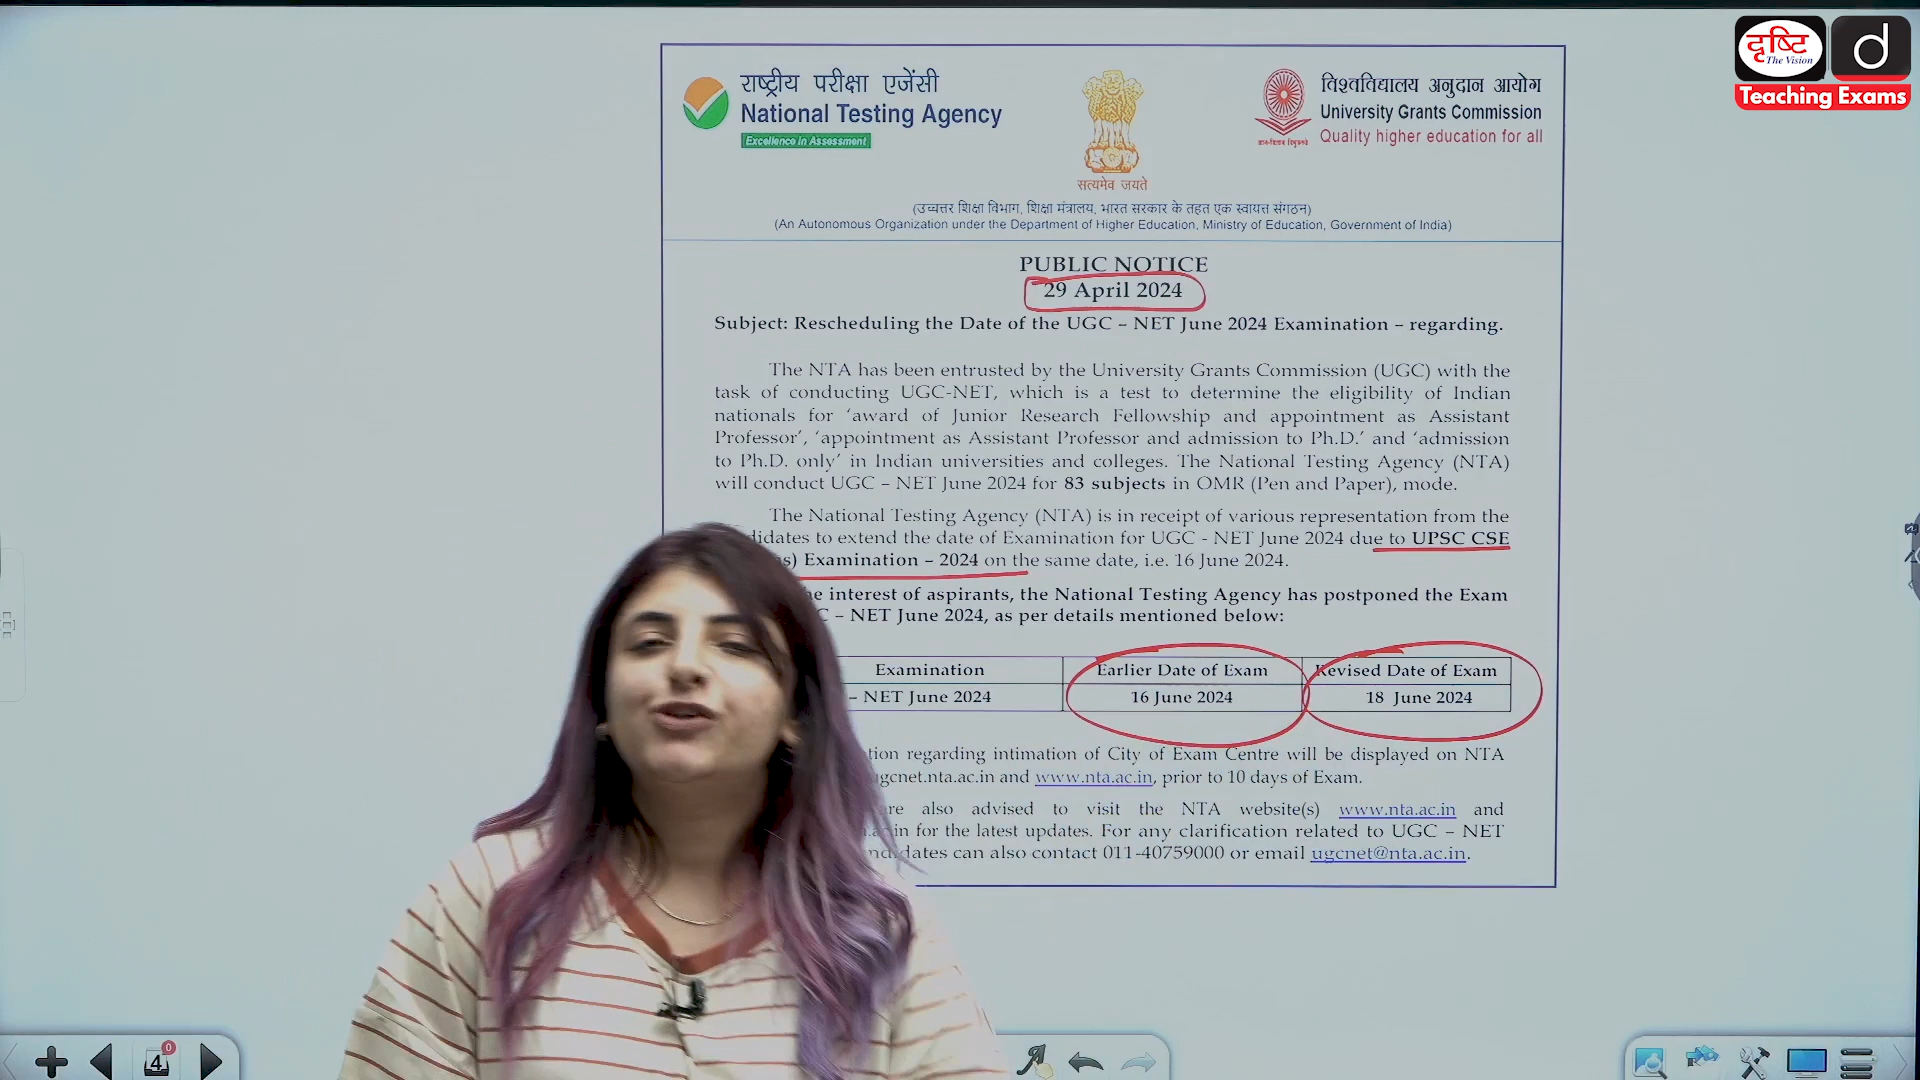 दृष्टि
The Vision
d
Teaching Exams
राष्ट्रीय परीक्षा एजेंसी
National Testing Agency
Excellence in Assessment
सत्यमेव जयते
विश्वविद्यालय अनुदान आयोग
University Grants Commission
Quality higher education for all
(उच्चतर शिक्षा विभाग, शिक्षा मंत्रालय, भारत सरकार के तहत एक स्वायत्त संगठन)
(An Autonomous Organization under the Department of Higher Education, Ministry of Education, Government of India)
PUBLIC NOTICE
29 April 2024
Subject: Rescheduling the Date of the UGC – NET June 2024 Examination – regarding.
The NTA has been entrusted by the University Grants Commission (UGC) with the
task of conducting UGC-NET, which is a test to determine the eligibility of Indian
nationals for ‘award of Junior Research Fellowship and appointment as Assistant
Professor’, ‘appointment as Assistant Professor and admission to Ph.D.’ and ‘admission
to Ph.D. only’ in Indian universities and colleges. The National Testing Agency (NTA)
will conduct UGC – NET June 2024 for 83 subjects in OMR (Pen and Paper), mode.
The National Testing Agency (NTA) is in receipt of various representation from the
to extend the date of Examination for UGC - NET June 2024 due to UPSC CSE
Examination – 2024 on the same date, i.e. 16 June 2024.
interest of aspirants, the National Testing Agency has postponed the Exam
– NET June 2024, as per details mentioned below:
Examination Earlier Date of Exam Revised Date of Exam
– NET June 2024 16 June 2024 18 June 2024
regarding intimation of City of Exam Centre will be displayed on NTA
ugcnet.nta.ac.in and www.nta.ac.in, prior to 10 days of Exam.
also advised to visit the NTA website(s) www.nta.ac.in and
for the latest updates. For any clarification related to UGC – NET
can also contact 011-40759000 or email ugcnet@nta.ac.in.
4
0